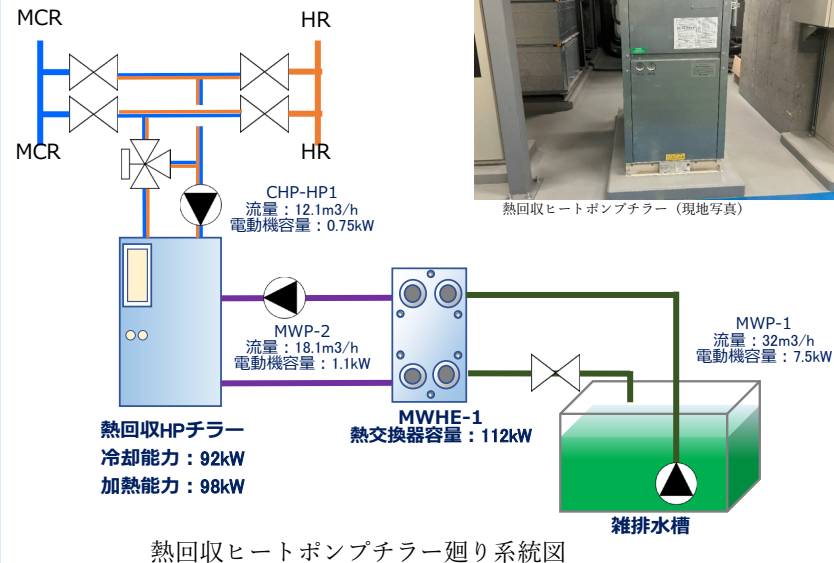 MCR
HR
MCR
HR
熱回収ヒートポンプチラー（現地写真）
CHP-HP1
流量：12.1m3/h
電動機容量：0.75kW
MWP-2
流量：18.1m3/h
電動機容量：1.1kW
MWP-1
流量：32m3/h
電動機容量：7.5kW
MWHE-1
熱交換器容量：112kW
熱回収HPチラー
冷却能力：92kW
加熱能力：98kW
雑排水槽
熱回収ヒートポンプチラー廻り系統図